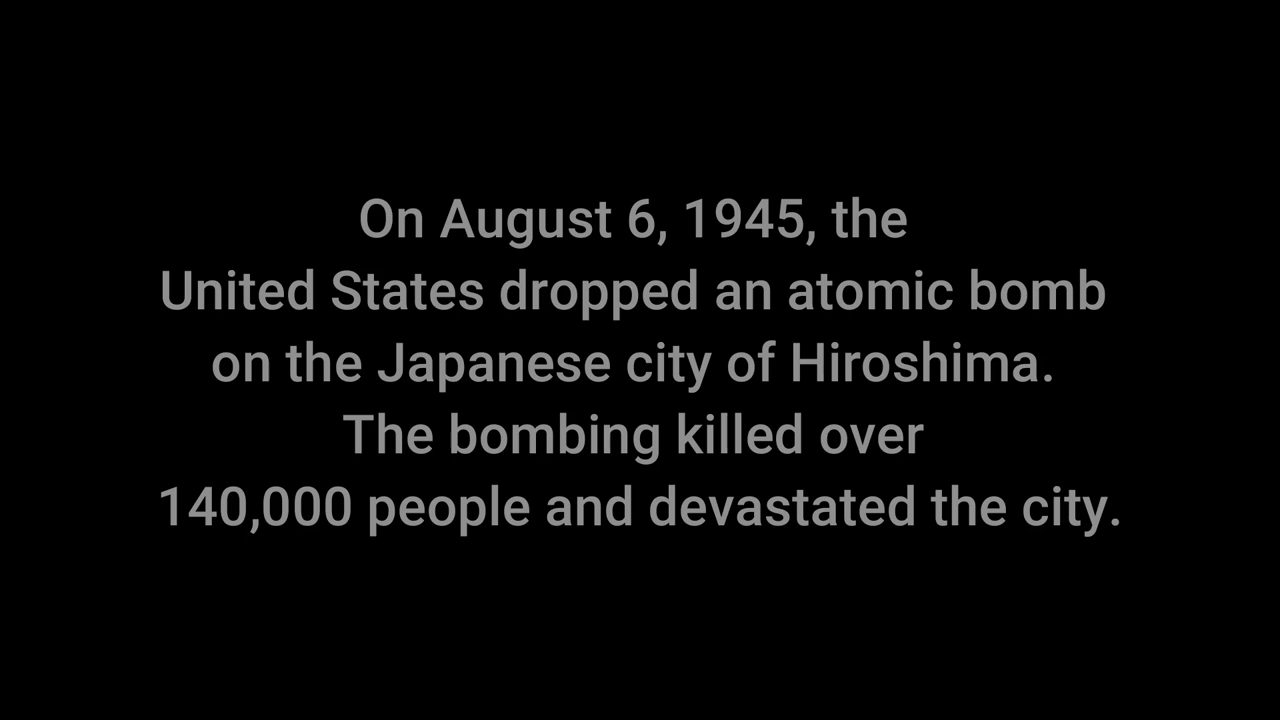 On August 6, 1945, the
United States dropped an atomic bomb
on the Japanese city of Hiroshima.
The bombing killed over
140,000 people and devastated the city.